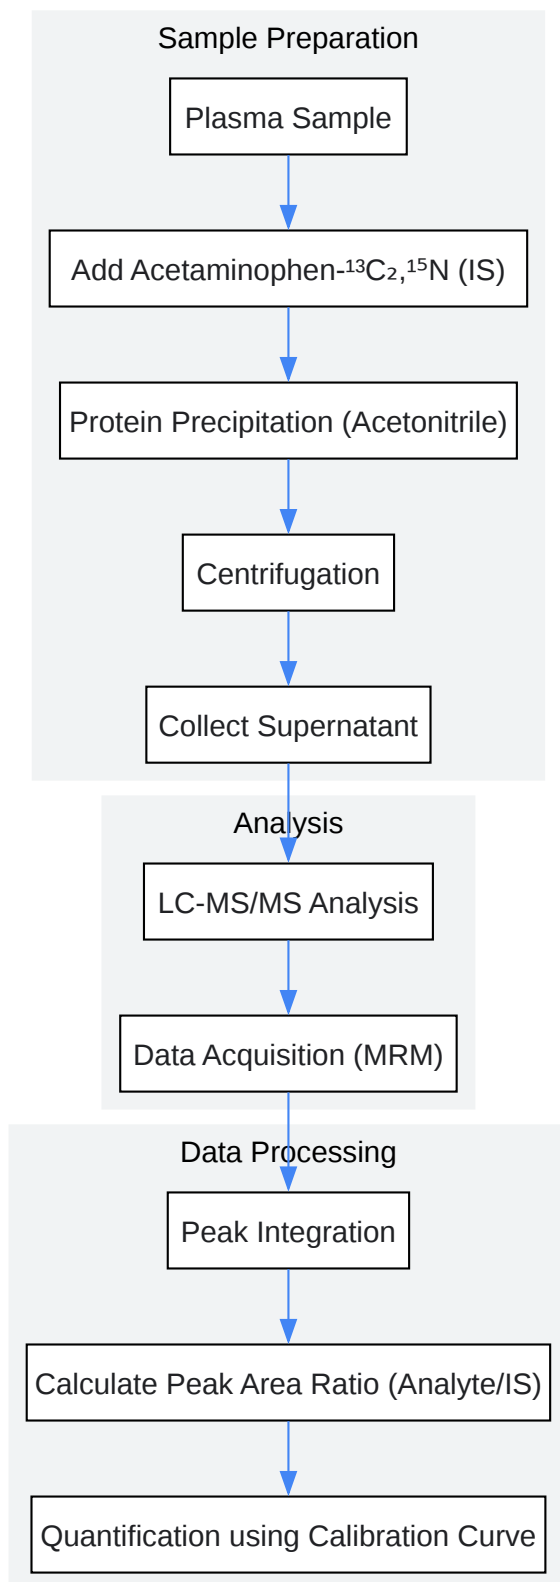 Sample Preparation
Plasma Sample
Add Acetaminophen-¹³C₂,¹⁵N (IS)
Protein Precipitation (Acetonitrile)
Centrifugation
Collect Supernatant
Analysis
LC-MS/MS Analysis
Data Acquisition (MRM)
Data Processing
Peak Integration
Calculate Peak Area Ratio (Analyte/IS)
Quantification using Calibration Curve